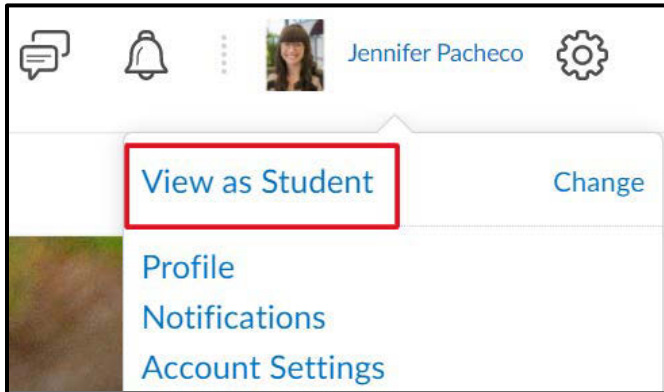 Jennifer Pacheco
View as Student Change
Profile
Notifications
Account Settings